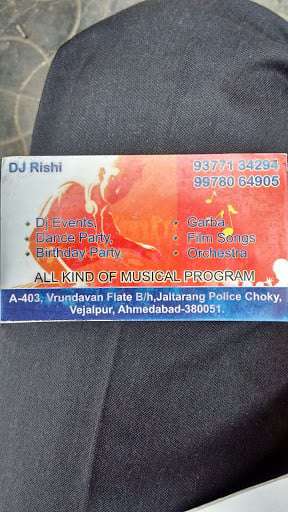 DJ Rishi
93771 34294
99780 64905
• Dj Events,
• Dance Party,
• Birthday Party,
• Garba
• Film Songs
• Orchestra
ALL KIND OF MUSICAL PROGRAM
A-403, Vrundavan Flate B/h,Jaltarang Police Choky,
Vejalpur, Ahmedabad-380051.